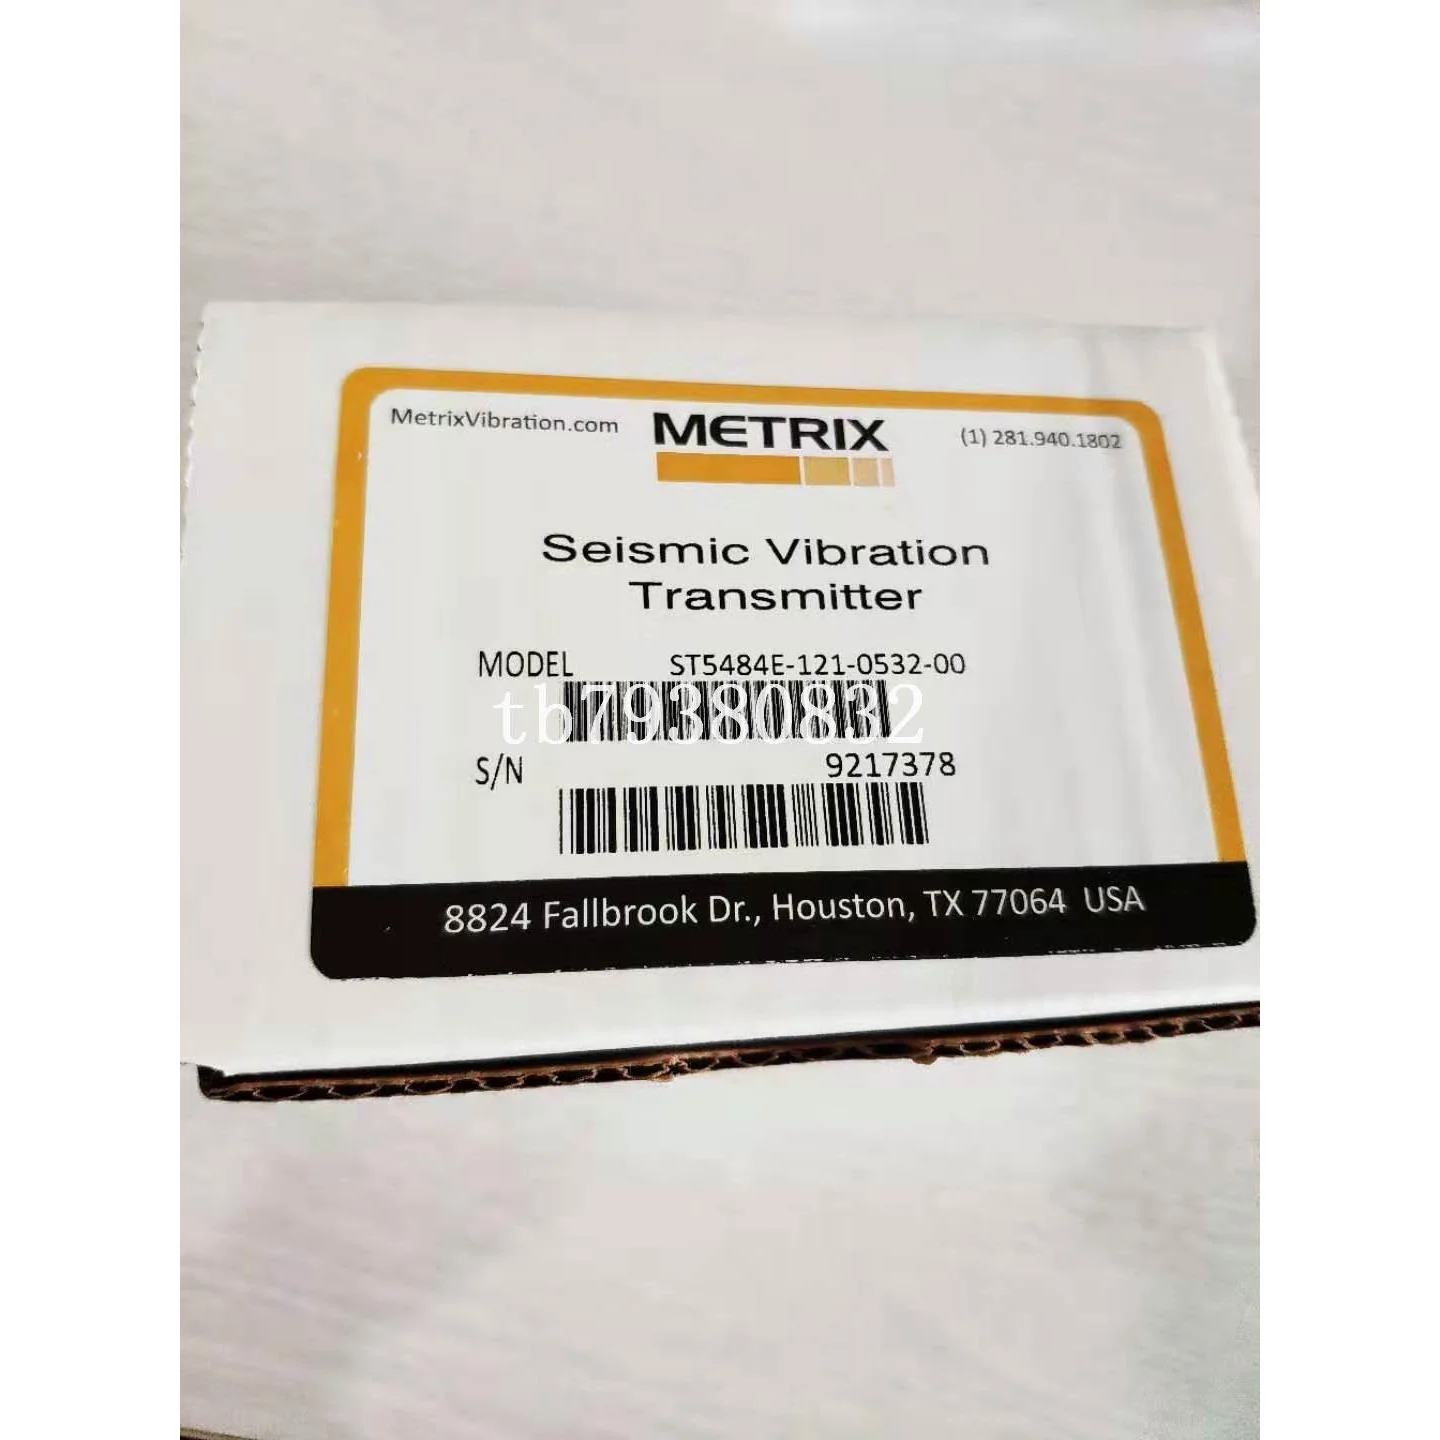 MetrixVibration.com
METRIX
(1) 281.940.1802
Seismic Vibration
Transmitter
MODEL ST5484E-121-0532-00
tb79380832
S/N 9217378
8824 Fallbrook Dr., Houston, TX 77064 USA